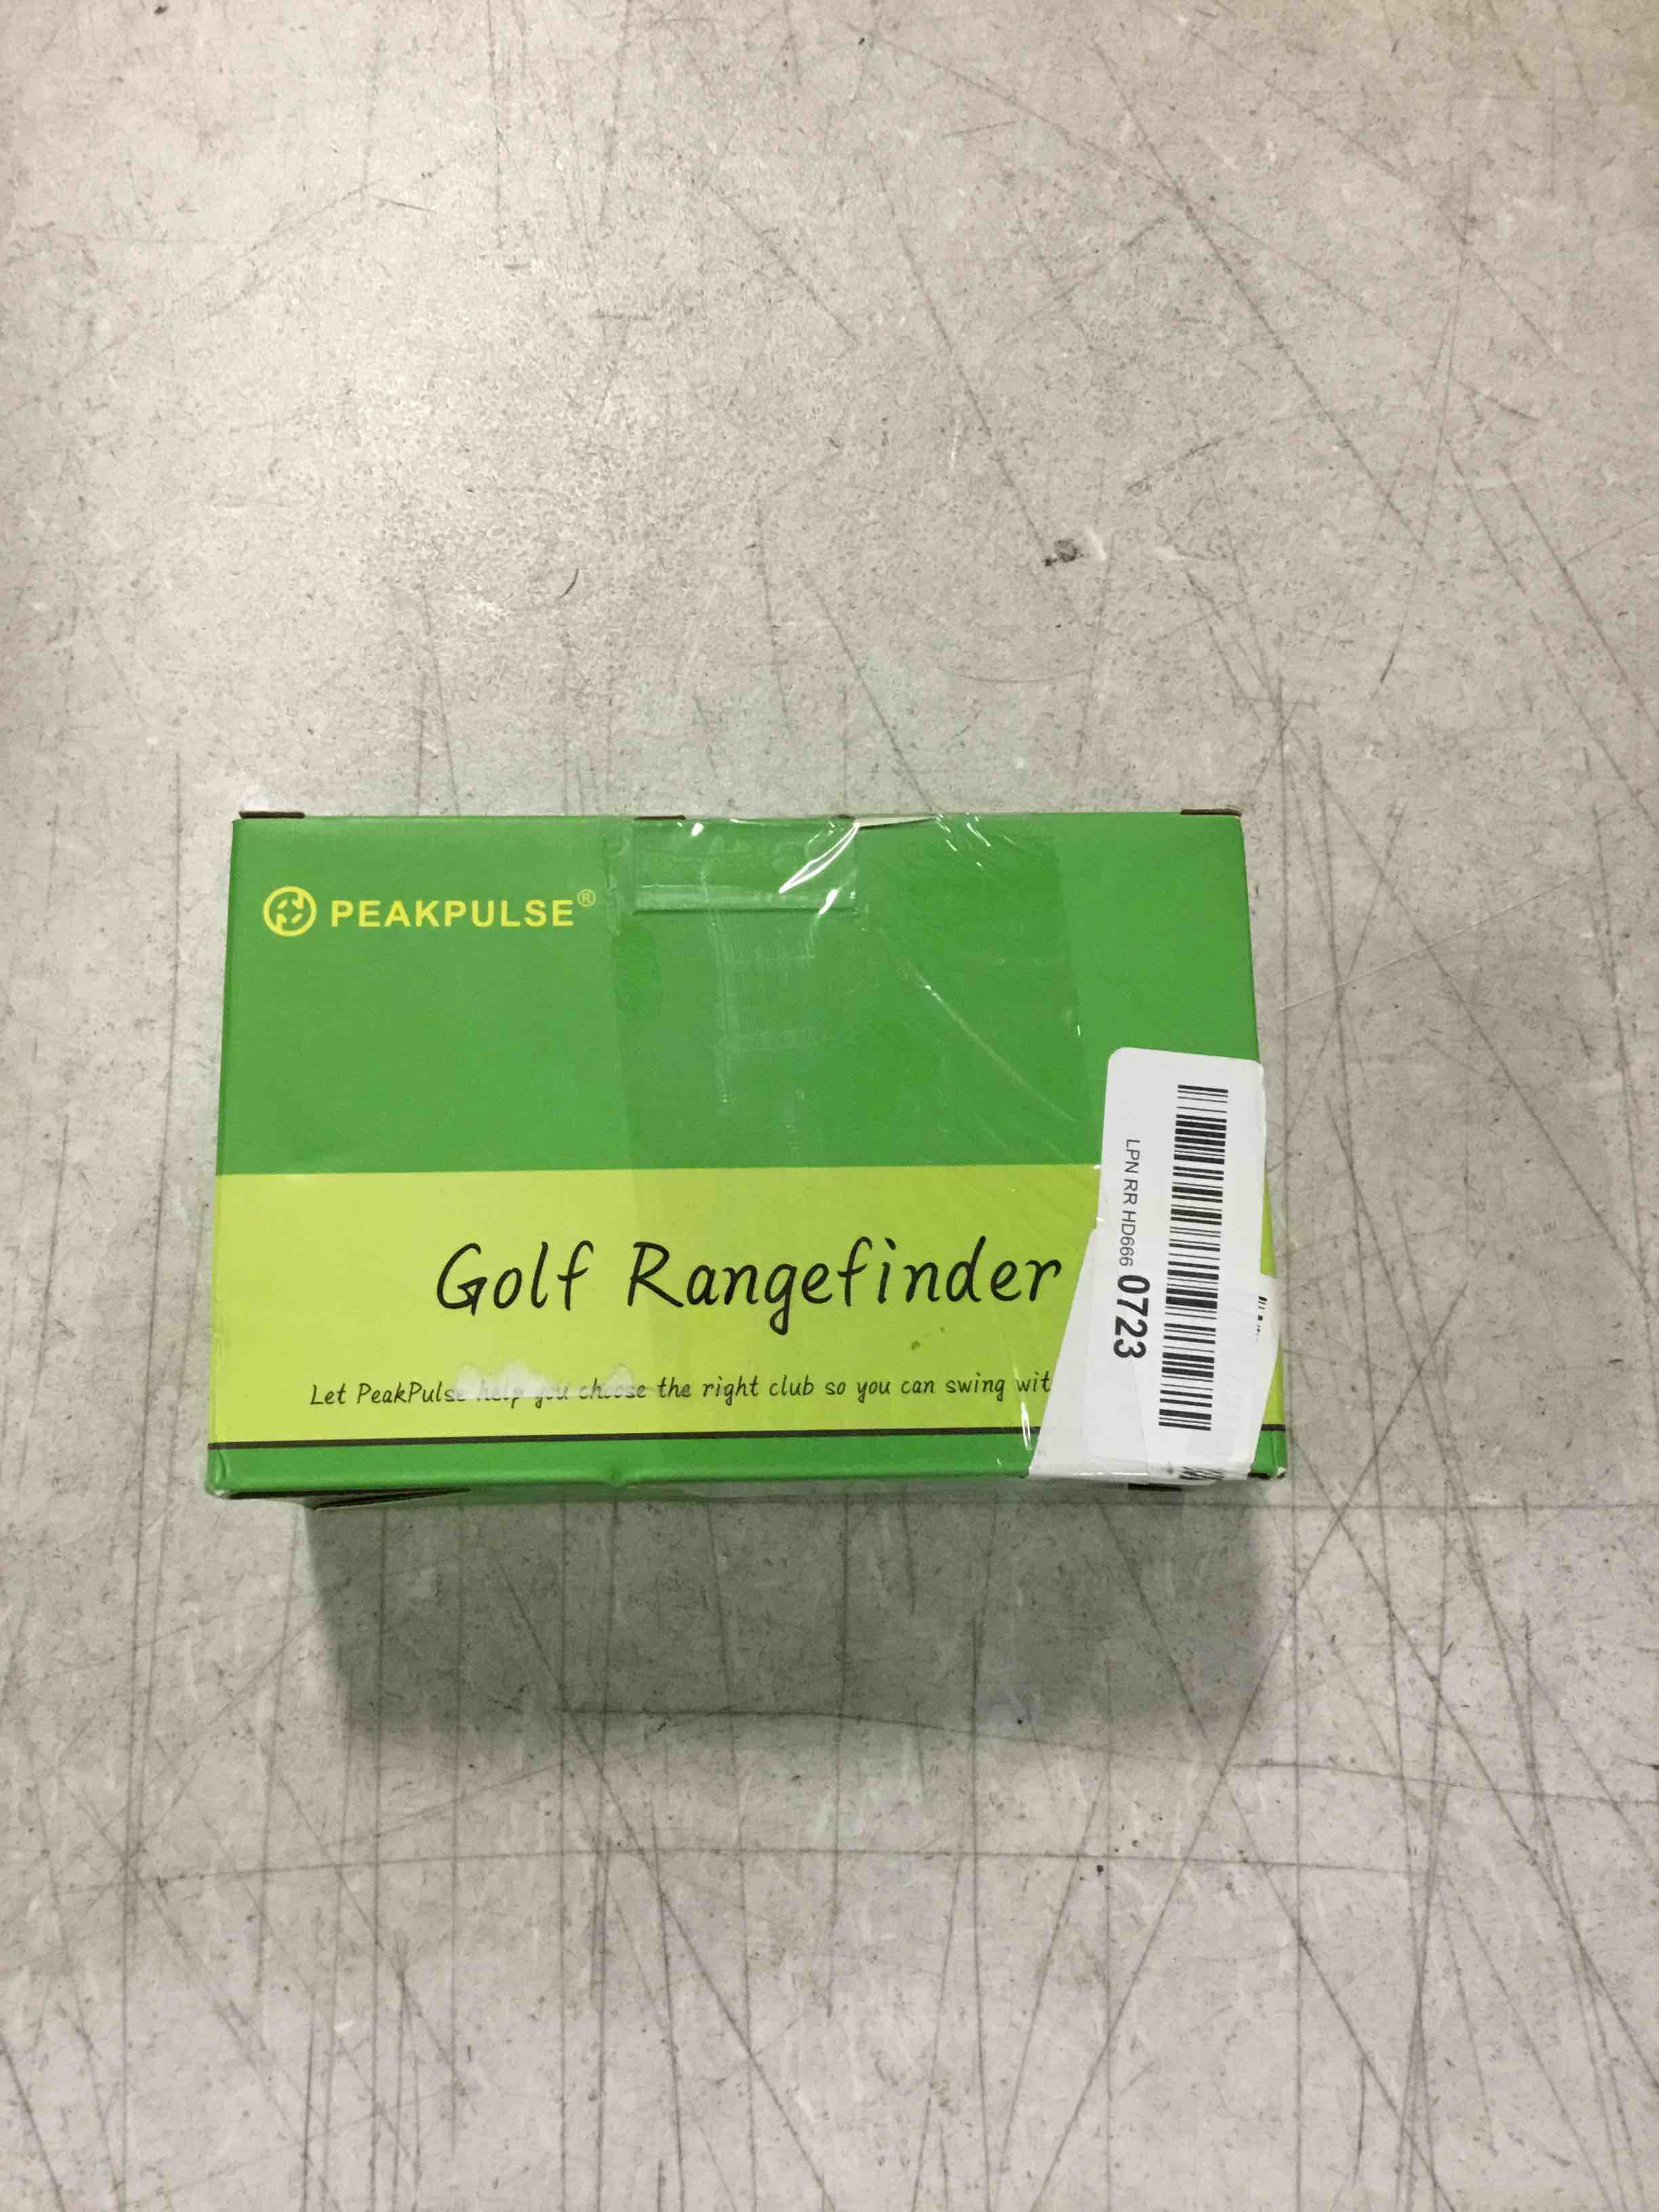 PEAKPULSE®
Golf Rangefinder
Let PeakPulse help you choose the right club so you can swing wit
LPN RR HD666 0723